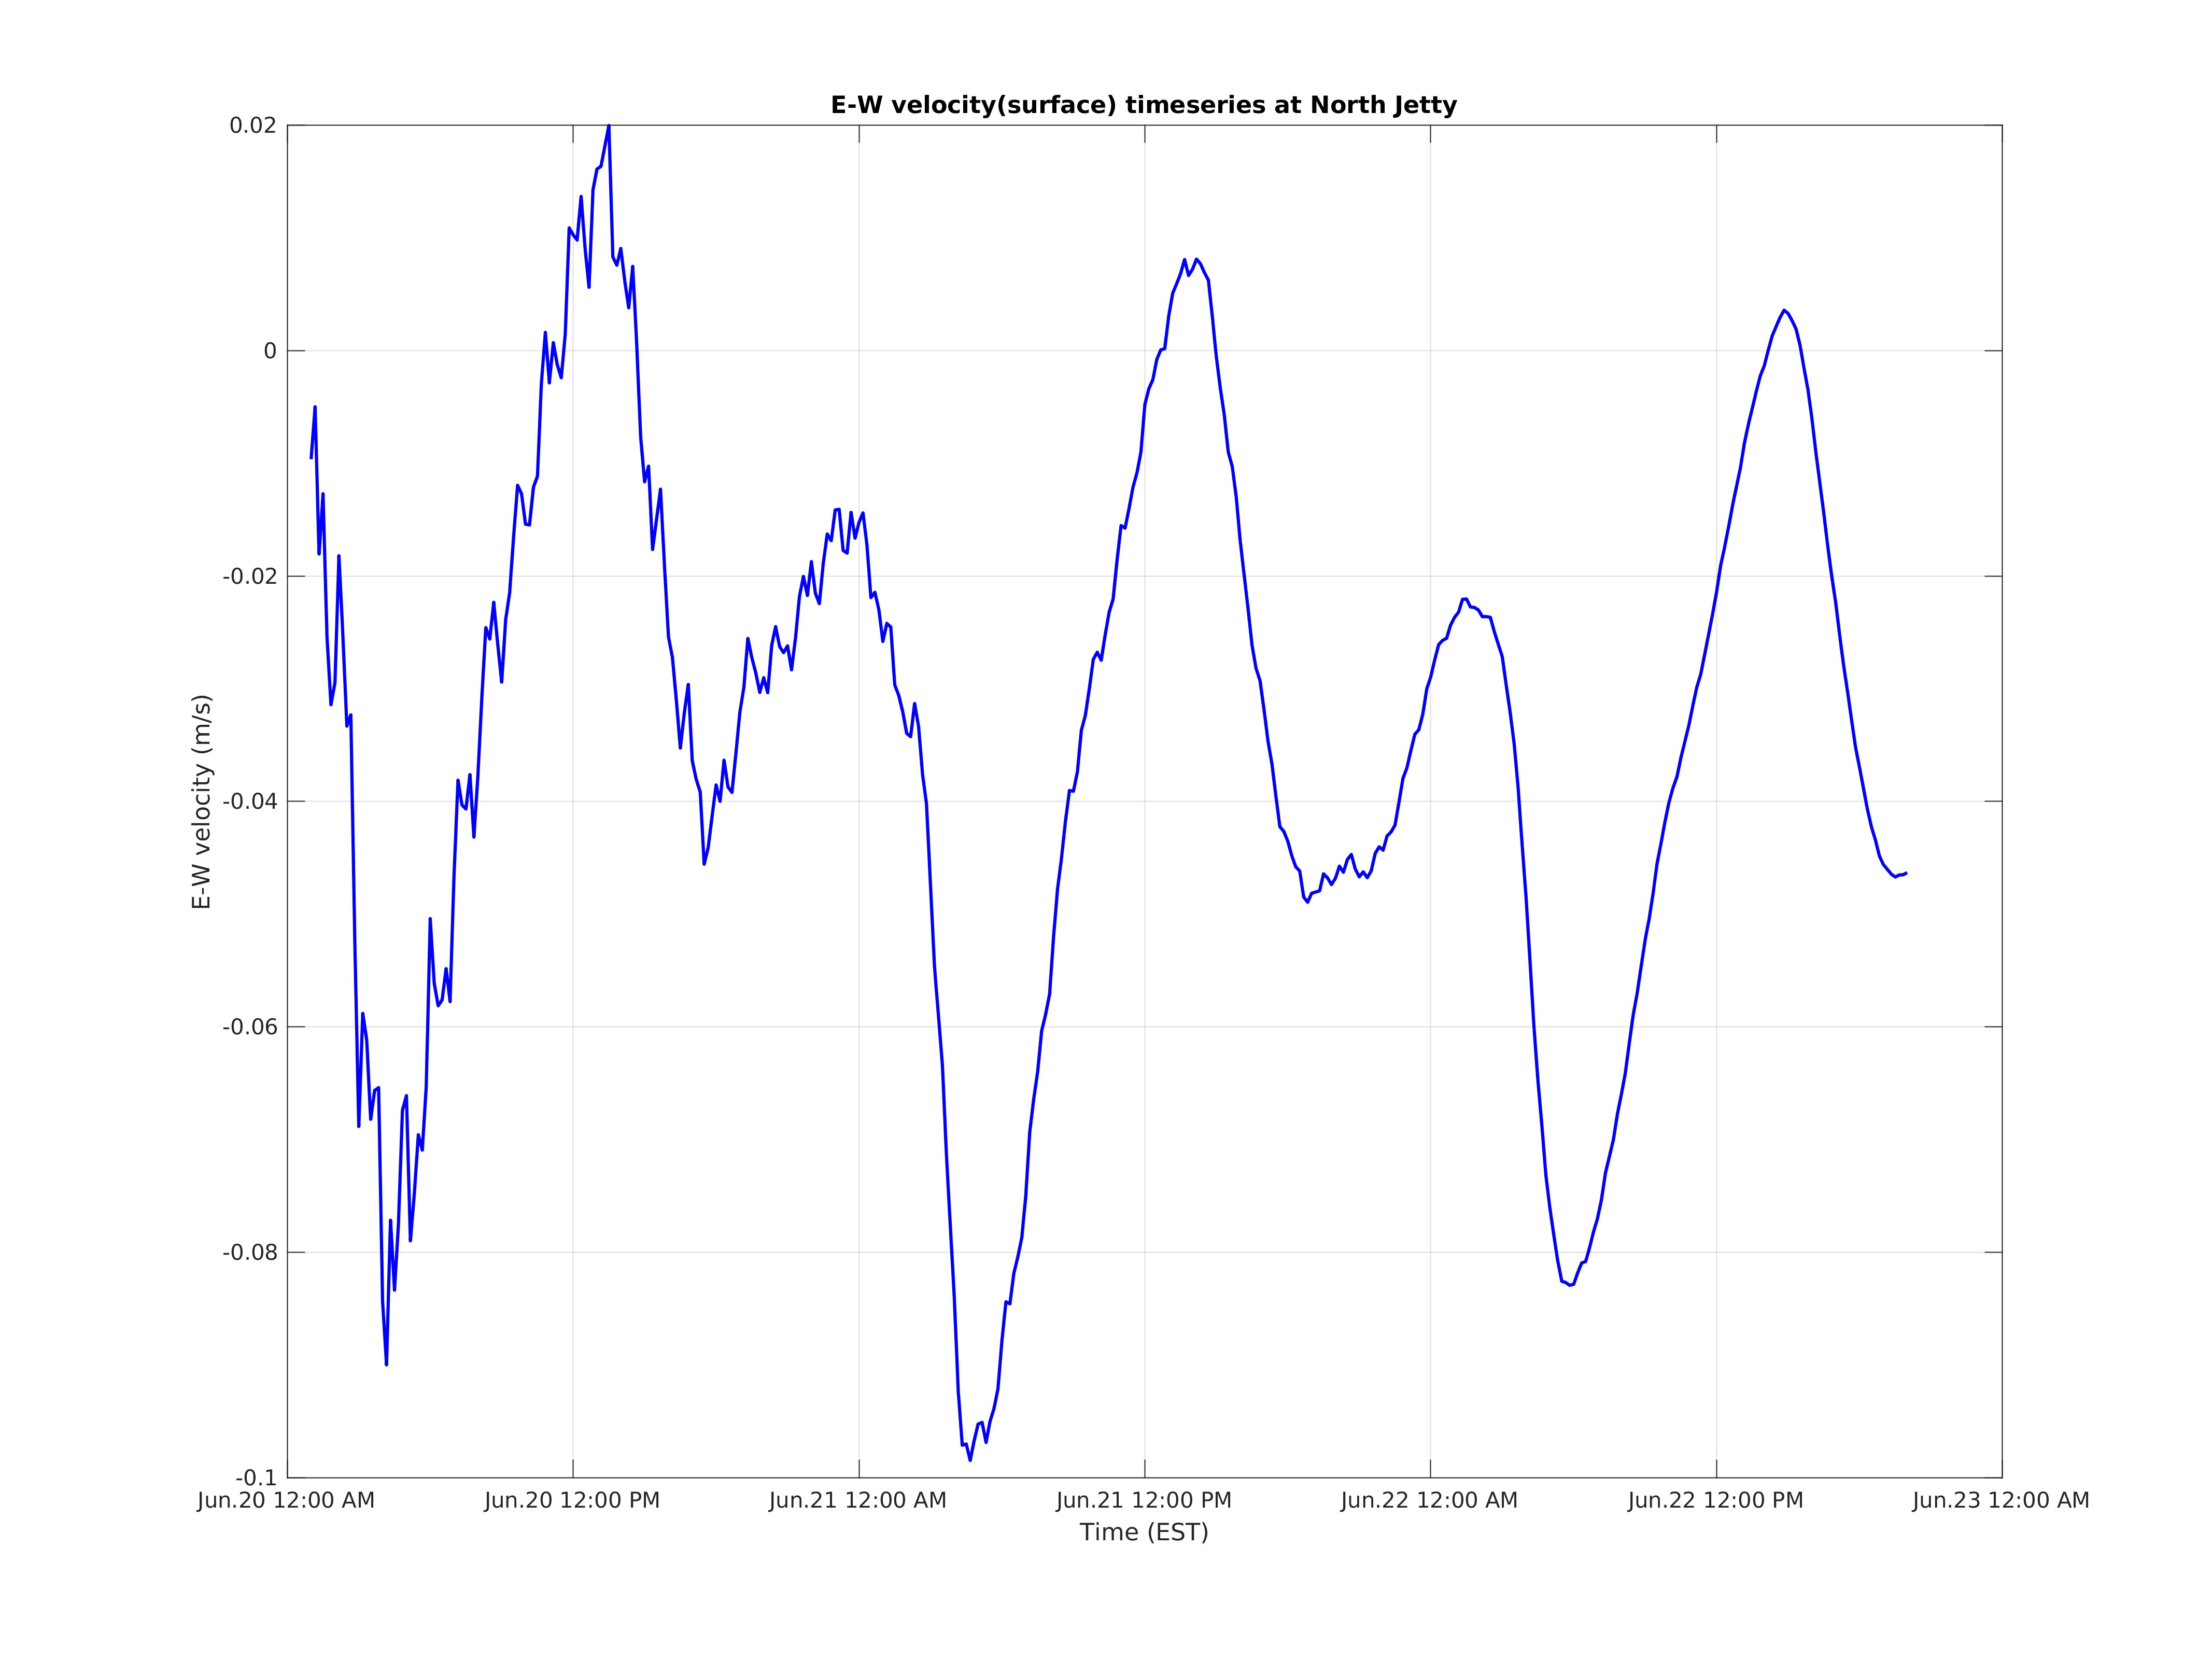 E-W velocity(surface) timeseries at North Jetty
0.02
0
-0.02
-0.04
-0.06
-0.08
-0.1
E-W velocity (m/s)
Jun.20 12:00 AM
Jun.20 12:00 PM
Jun.21 12:00 AM
Jun.21 12:00 PM
Jun.22 12:00 AM
Jun.22 12:00 PM
Jun.23 12:00 AM
Time (EST)